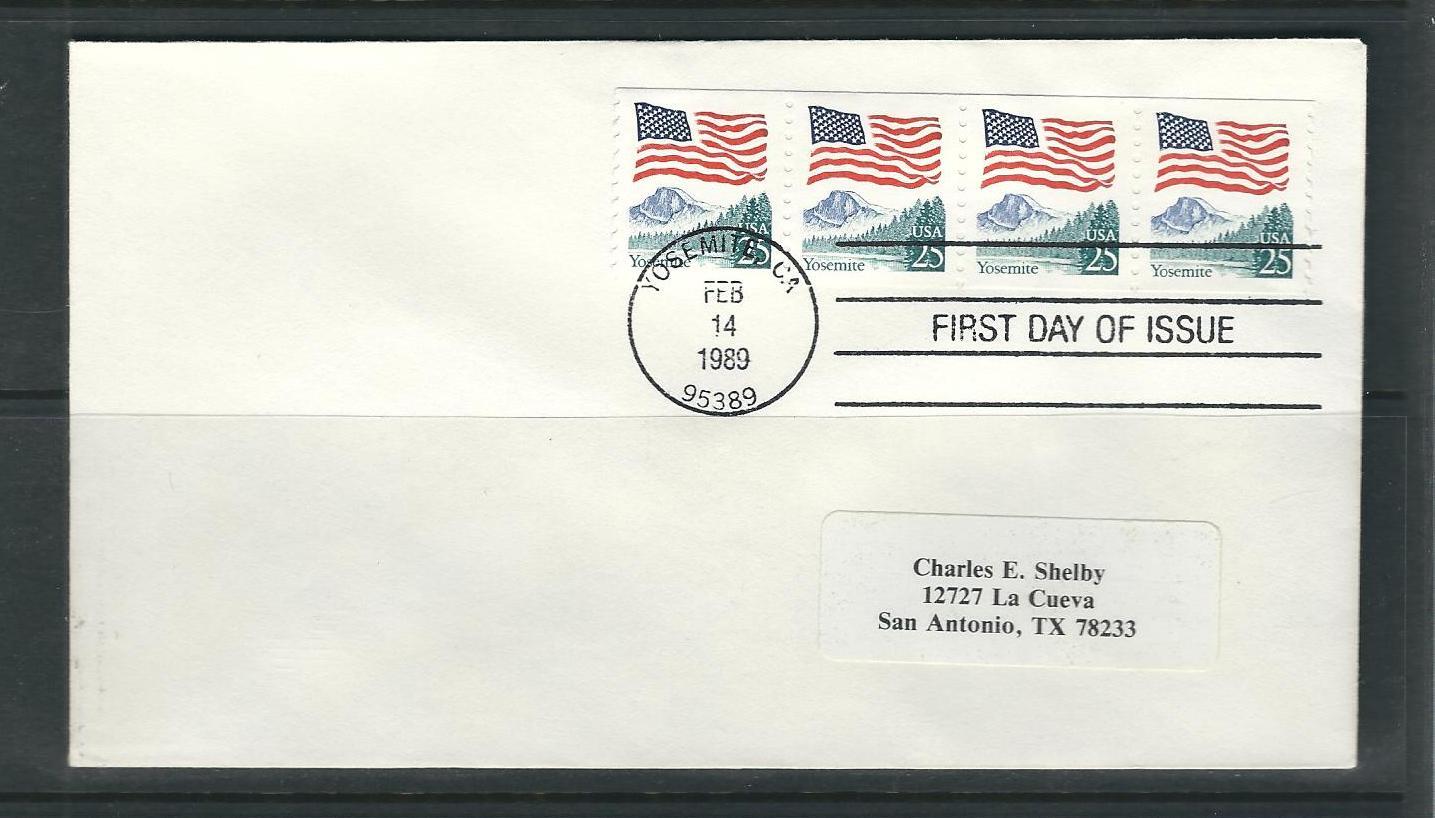 USA
Yosemite 25
USA
Yosemite 25
USA
Yosemite 25
USA
Yosemite 25
YOSEMITE, CA
FEB
14
1989
95389
FIRST DAY OF ISSUE
Charles E. Shelby
12727 La Cueva
San Antonio, TX 78233